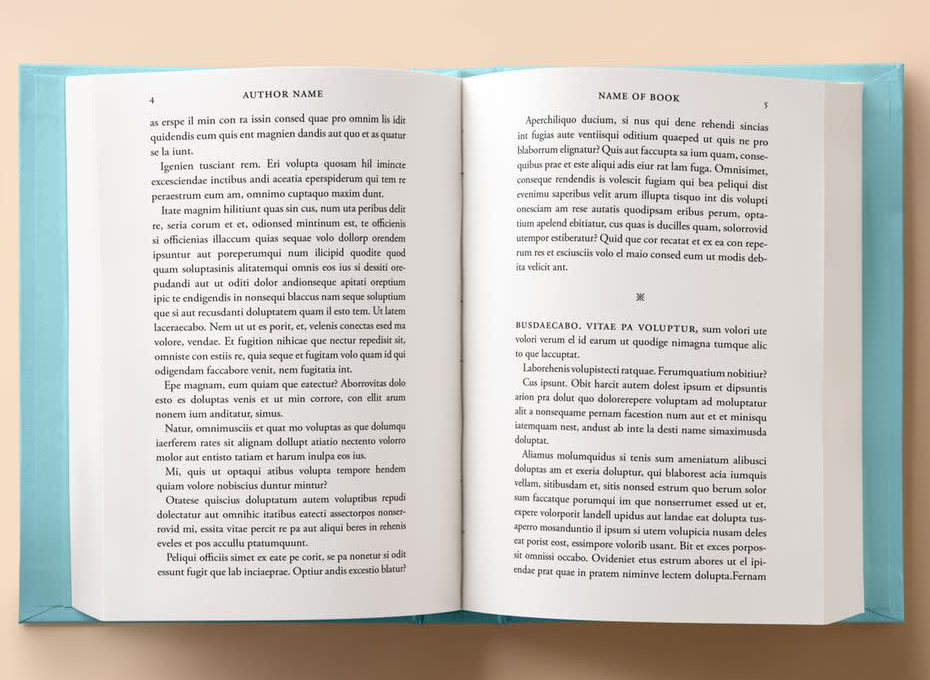 4
AUTHOR NAME
as erspe il min con ra issin consed quae pro omnim lis idit
quidendis eum quis ent magnien dandis aut quo et as quatur
se la iunt.
Igenien tusciant rem. Eri volupta quosam hil imincte
excesciendae inctibus andi aceatia eperspiderum qui tem re
peraestrum eum am, omnimo cuptaquo maxim dunt.
Itate magnim hilitiunt quas sin cus, num uta peribus delit
re, seria corum et et, odionsed mintinum est, te officienis
si officienias illaccum quias sequae volo dollorp orendem
ipsuntur aut poreperumqui num ilicipid quodite quod
quam soluptasinis alitatemqui omnis eos ius si dessiti ore-
pudandi aut ut oditi dolor andionseque apitati oreptium
ipic te endigendis in nonsequi blaccus nam seque soluptium
que si aut recusdanti doluptatem quam il esto tem. Ut latem
laceraecabo. Nem ut ut es porit, et, velenis conectas esed ma
volore, vendae. Et fugition nihicae que nectur repedisit sit,
omniste con estiis re, quia seque et fugitam volo quam id qui
odigendam faccabore venit, nem fugitatia int.
Epe magnam, eum quiam que eatectur? Aborrovitas dolo
esto es doluptas venis et ut min corrore, con ellit arum
nonem ium anditatur, simus.
Natur, omnimusciis et quat mo voluptas as que dolumqu
iaerferem rates sit alignam dollupt atiatio nectento volorro
molor aut entisto tatiam et harum inulpa eos ius.
Mi, quis ut optaqui atibus volupta tempore hendem
quiam volore nobiscius duntur mintur?
Otatese quiscius doluptatum autem voluptibus repudi
dolectatur aut omnihic itatibus eatecti assectorpos nonser-
rovid mi, essita vitae percit re pa aut aliqui beres in rehenis
eveles et pos accullu ptatumquunt.
Peliqui officiis simet ex eate pe corit, se pa nonetur si odit
essunt fugit que lab inciaeprae. Optiur andis excestio blatur?
NAME OF BOOK
5
Aperchiliquo ducium, si nus qui dene rehendi sincias
int fugias aute ventiisqui oditium quaeped ut quis ne pro
blaborrum elignatur? Quis aut faccupta sa ium quam, conse-
quibus prae et este aliqui adis eiur rat lam fuga. Omnisimet,
conseque rendendis is volescit fugiam qui bea peliqui dist
evenimu saperibus velit arum illupta tisquo int dis volupti
onesciam am rese autatis quodipsam eribus perum, opta-
tium apelend ebitiatur, cus quas is ducilles quam, solorrovid
utempor estiberatur? Quid que cor recatat et ex ea con repe-
rum res et esciusciis volo el maio consed eum ut modis deb-
ita velicit ant.
BUSDAECABO. VITAE PA VOLUPTUR, sum volori ute
volori verum el id earum ut quodige nimagna tumque alic
to que laccuptat.
Laborehenis volupistecti ratquae. Ferumquatium nobitiur?
Cus ipsunt. Obit harcit autem dolest ipsum et dipsuntis
arion pra dolut quo dolorerepere voluptam ad moluptatur
alit a nonsequame pernam facestion num aut et et minisqu
iatemquam nest, andust ab inte la desti name simaximusda
doluptat.
Aliamus molumquidus si tenis sum ameniatum alibusci
doluptas am et exeria doluptur, qui blaborest acia iumquis
vellam, sitibusdam et, sitis nonsed estrum quo berum solor
sum faccatque porumqui im que nonserrumet essed ut et,
expere volorporit landell upidus aut landae eat dolupta tus-
aperro mosanduntio il ipsum si utem volupicia nusam deles
eat porist eost, essimpore volorib usant. Bit et exces porpos-
sit omnissi occabo. Ovideniet etus estrum abores ut el ipi-
endae prat quae in pratem niminve lectem dolupta.Fernam